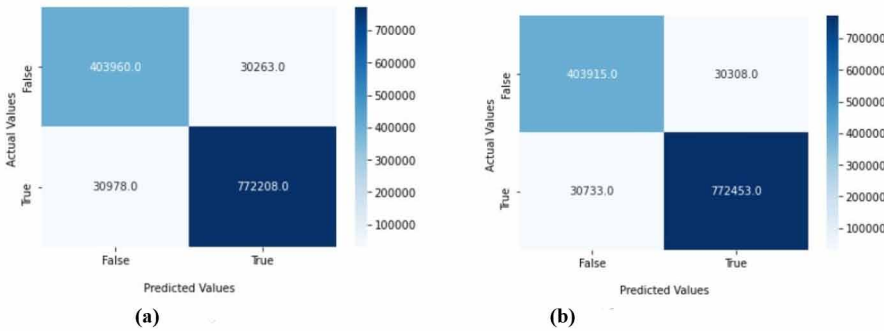 700000
600000
500000
400000
300000
200000
100000
Actual Values
False
True
403960.0 30263.0
30978.0 772208.0
False True
Predicted Values
(a)
700000
600000
500000
400000
300000
200000
100000
Actual Values
False
True
403915.0 30308.0
30733.0 772453.0
False True
Predicted Values
(b)